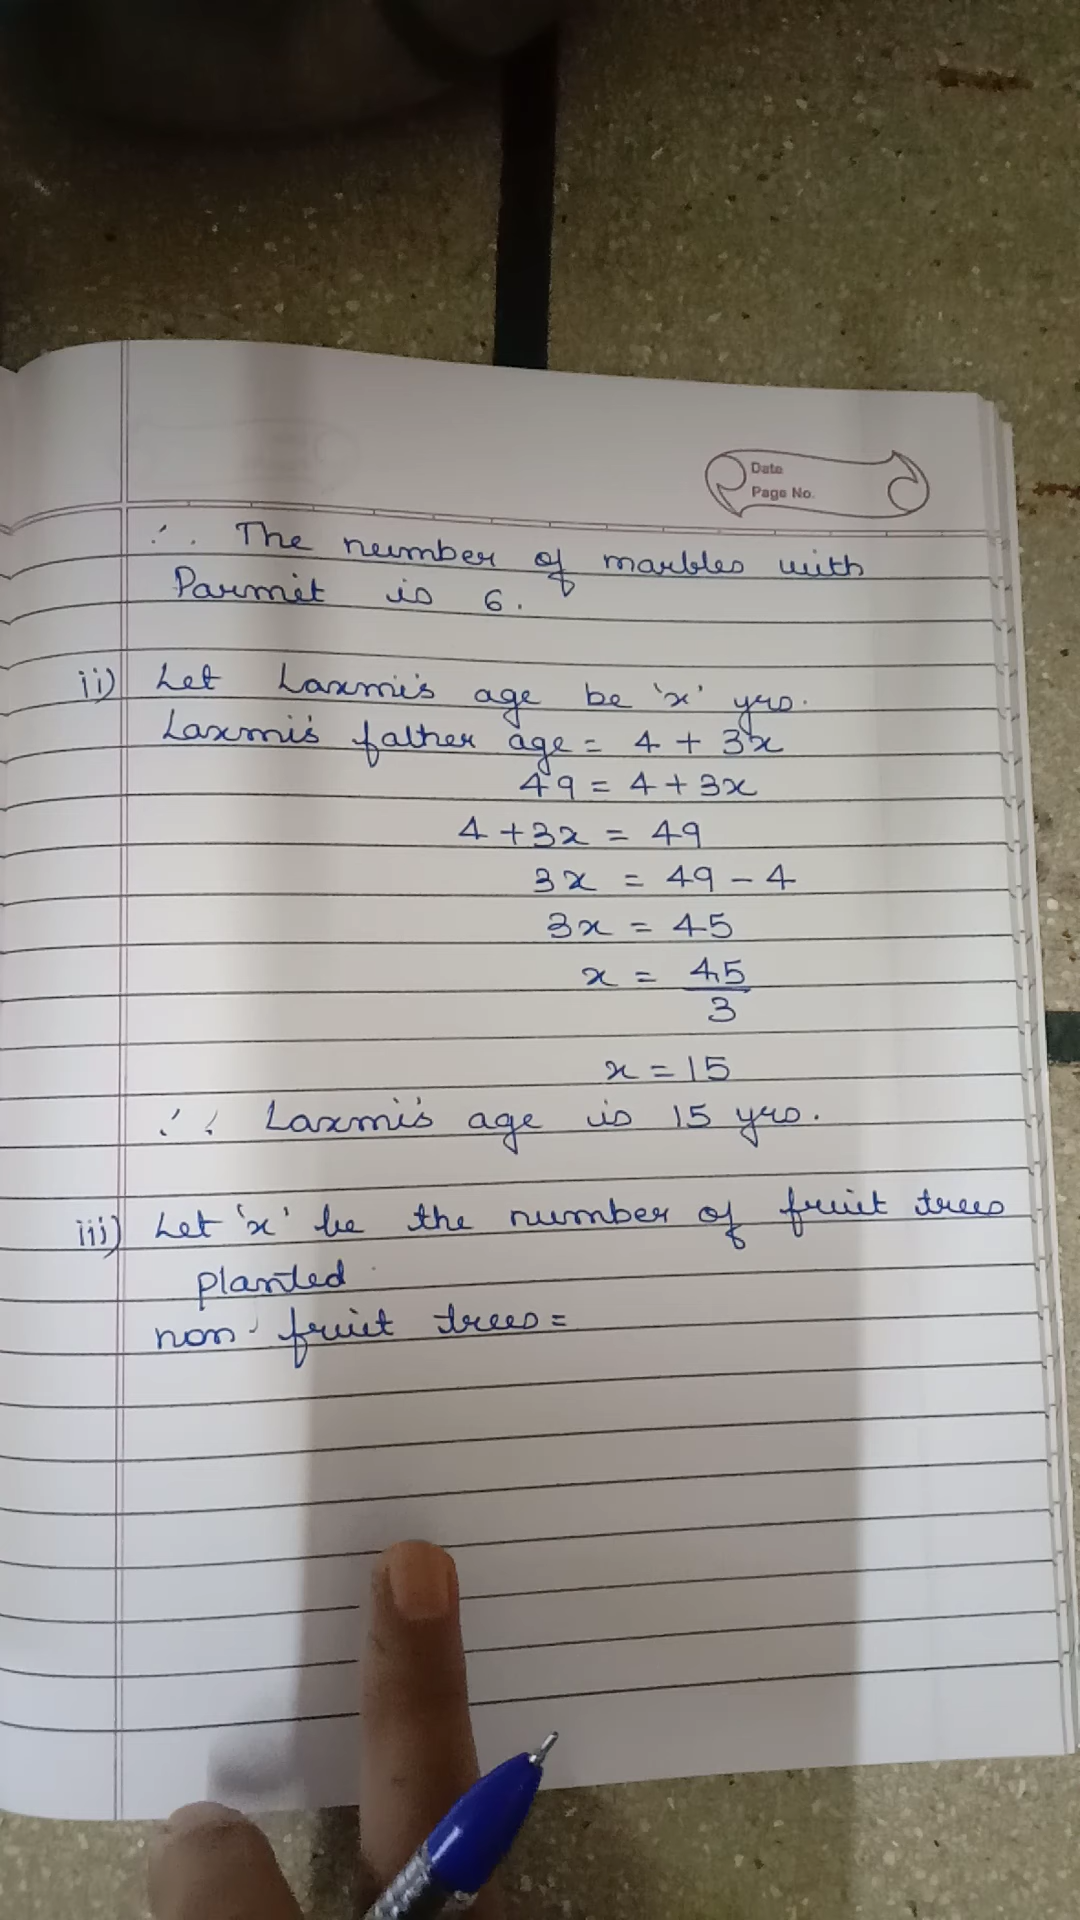 Date
Page No.
∴ The number of marbles with
Parmit is 6.
ii) Let Laxmi's age be 'x' yrs.
Laxmi's father age = 4 + 3x
49 = 4 + 3x
4 + 3x = 49
3x = 49 - 4
3x = 45
x = 45
3
x = 15
∴ Laxmi's age is 15 yrs.
iii) Let 'x' be the number of fruit trees
planted
non fruit trees =